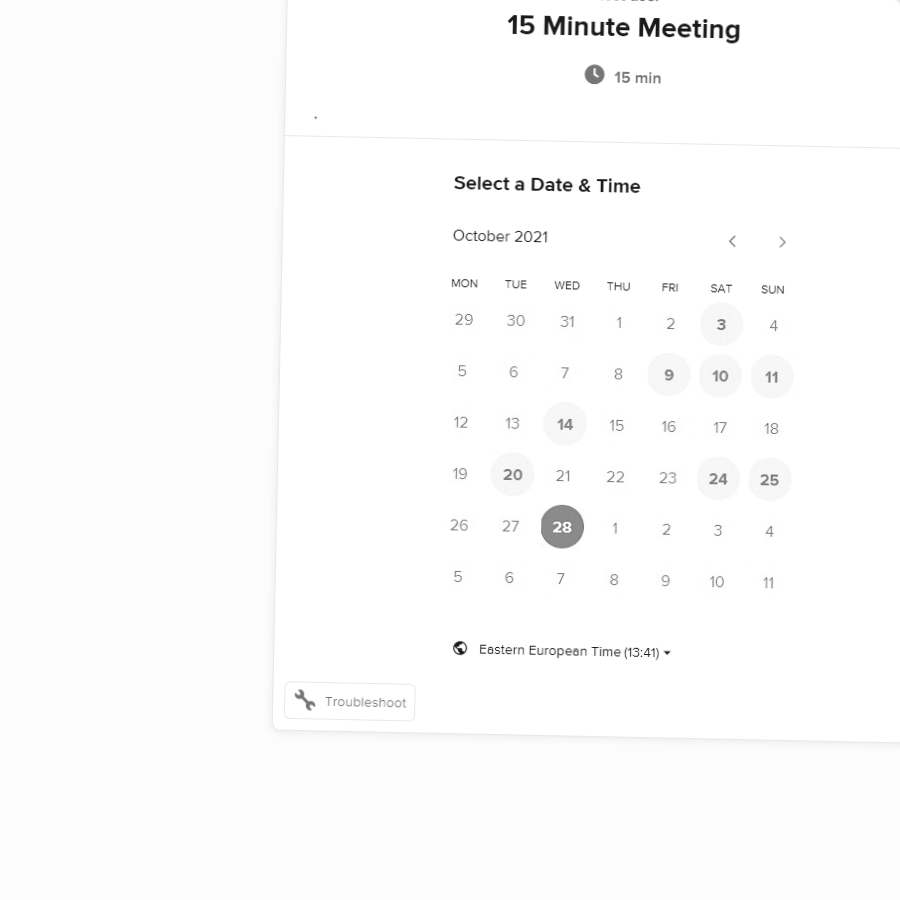 15 Minute Meeting
15 min
.
Select a Date & Time
October 2021
MON TUE WED THU FRI SAT SUN
29 30 31 1 2 3 4
5 6 7 8 9 10 11
12 13 14 15 16 17 18
19 20 21 22 23 24 25
26 27 28 1 2 3 4
5 6 7 8 9 10 11
Eastern European Time (13:41)
Troubleshoot